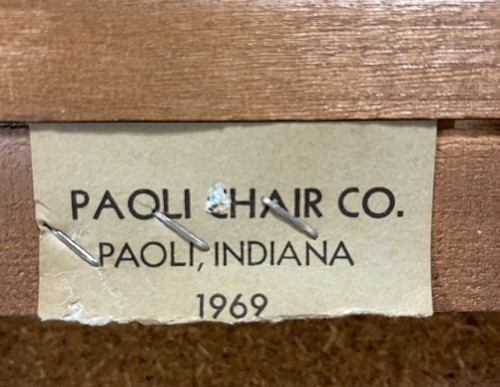 PAOLI CHAIR CO.
PAOLI, INDIANA
1969